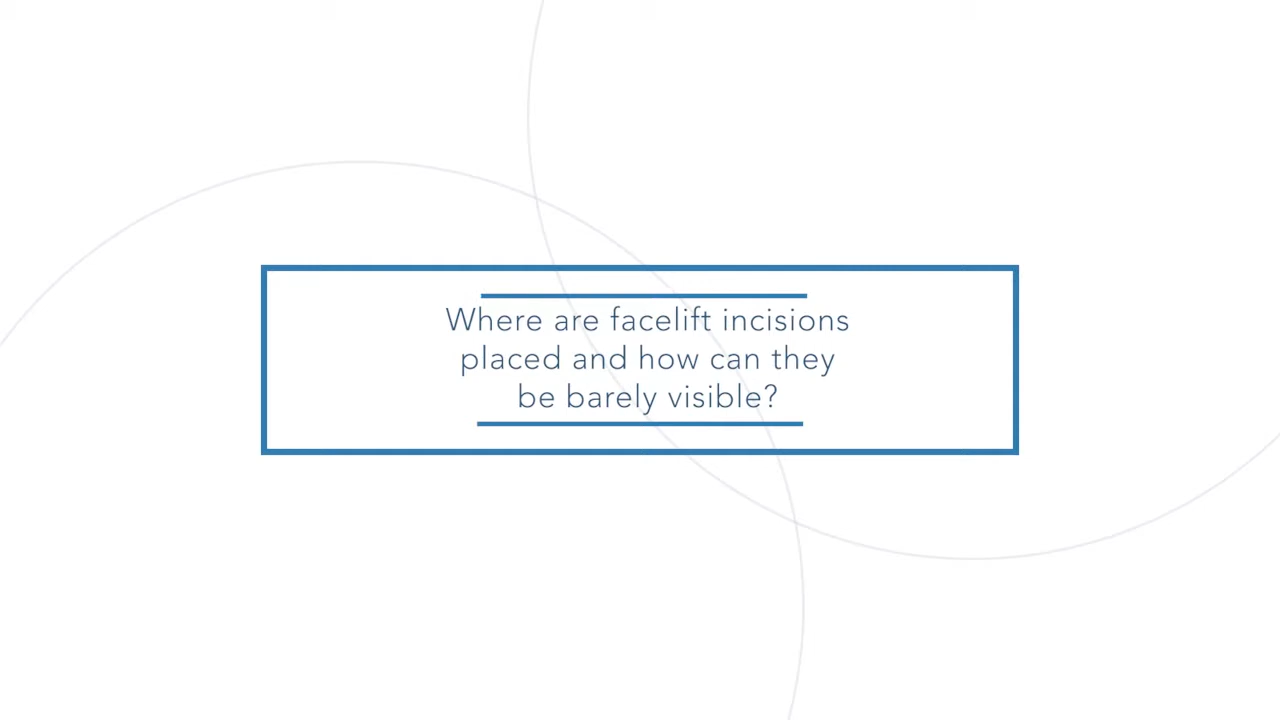 Where are facelift incisions
placed and how can they
be barely visible?